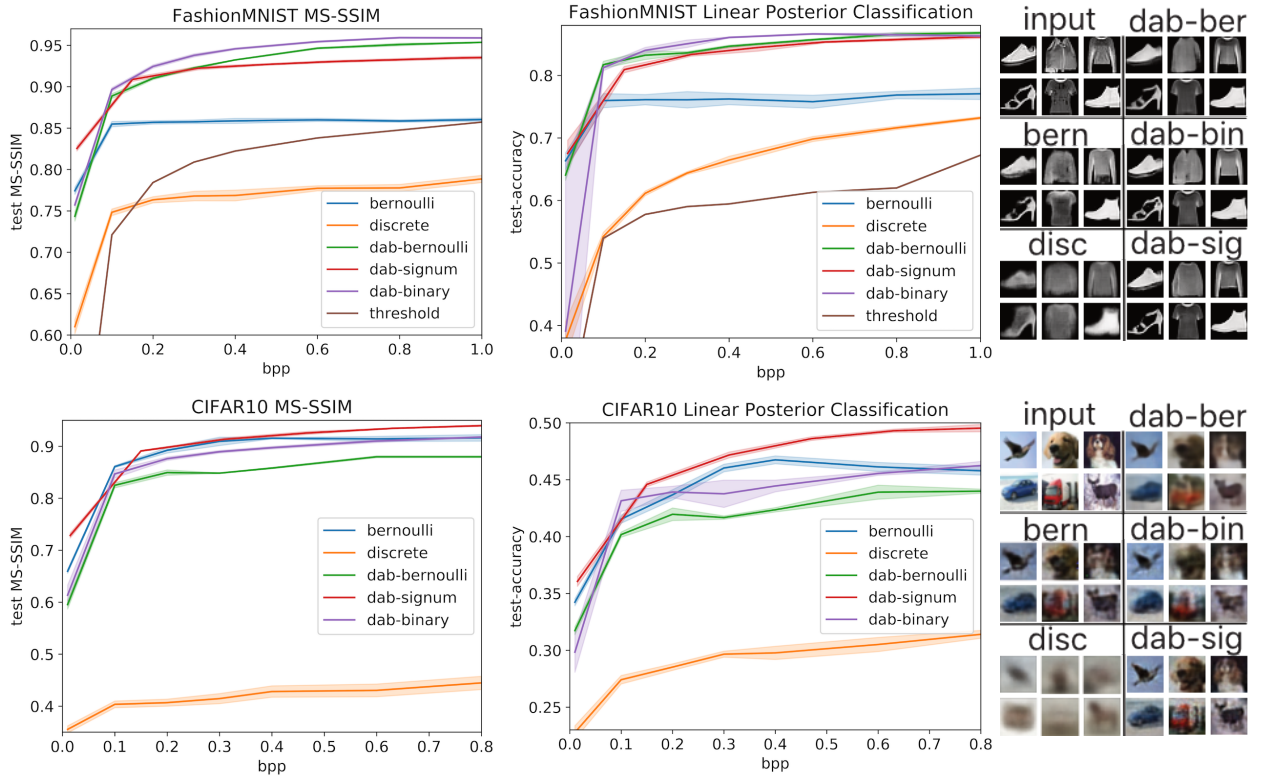 FashionMNIST MS-SSIM
test MS-SSIM
0.95
0.90
0.85
0.80
0.75
0.70
0.65
0.60
0.0
0.2
0.4
0.6
0.8
1.0
bpp
bernoulli
discrete
dab-bernoulli
dab-signum
dab-binary
threshold
FashionMNIST Linear Posterior Classification
test-accuracy
0.8
0.7
0.6
0.5
0.4
0.0
0.2
0.4
0.6
0.8
1.0
bpp
bernoulli
discrete
dab-bernoulli
dab-signum
dab-binary
threshold
input dab-ber
bern dab-bin
disc dab-sig
CIFAR10 MS-SSIM
test MS-SSIM
0.9
0.8
0.7
0.6
0.5
0.4
0.0
0.1
0.2
0.3
0.4
0.5
0.6
0.7
0.8
bpp
bernoulli
discrete
dab-bernoulli
dab-signum
dab-binary
CIFAR10 Linear Posterior Classification
test-accuracy
0.50
0.45
0.40
0.35
0.30
0.25
0.0
0.1
0.2
0.3
0.4
0.5
0.6
0.7
0.8
bpp
bernoulli
discrete
dab-bernoulli
dab-signum
dab-binary
input dab-ber
bern dab-bin
disc dab-sig